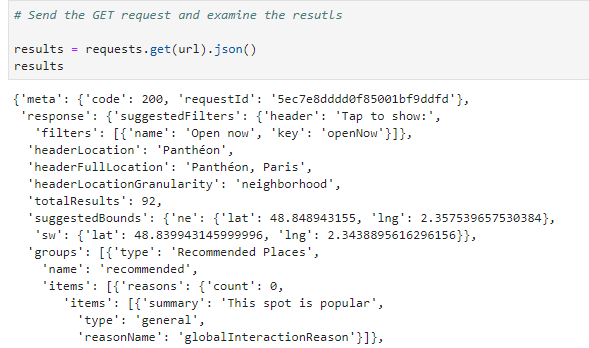 # Send the GET request and examine the resutls
results = requests.get(url).json()
results
{'meta': {'code': 200, 'requestId': '5ec7e8dddd0f85001bf9ddfd'},
'response': {'suggestedFilters': {'header': 'Tap to show:',
'filters': [{'name': 'Open now', 'key': 'openNow'}]},
'headerLocation': 'Panthéon',
'headerFullLocation': 'Panthéon, Paris',
'headerLocationGranularity': 'neighborhood',
'totalResults': 92,
'suggestedBounds': {'ne': {'lat': 48.848943155, 'lng': 2.357539657530384},
'sw': {'lat': 48.839943145999996, 'lng': 2.3438895616296156}},
'groups': [{'type': 'Recommended Places',
'name': 'recommended',
'items': [{'reasons': {'count': 0,
'items': [{'summary': 'This spot is popular',
'type': 'general',
'reasonName': 'globalInteractionReason'}]},